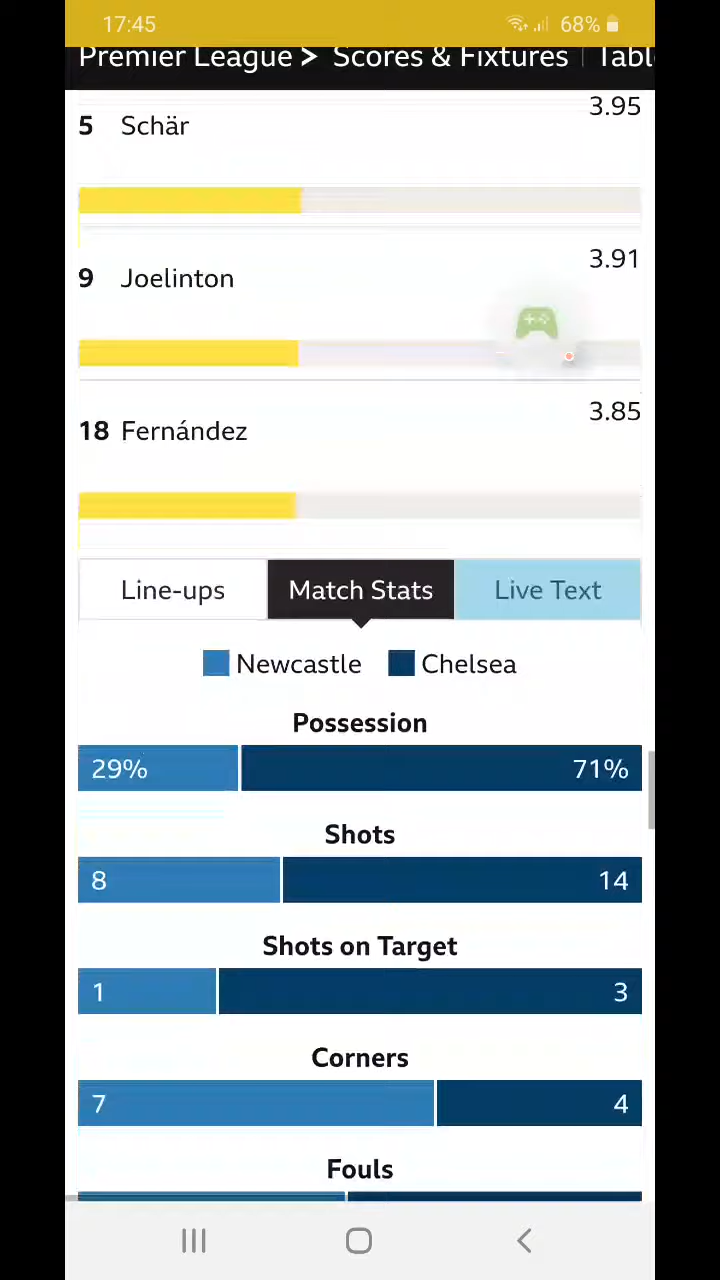 17:45 68%
Premier League > Scores & Fixtures
3.95
5 Schär
3.91
9 Joelinton
3.85
18 Fernández
Line-ups Match Stats Live Text
Newcastle Chelsea
Possession
29% 71%
Shots
8 14
Shots on Target
1 3
Corners
7 4
Fouls